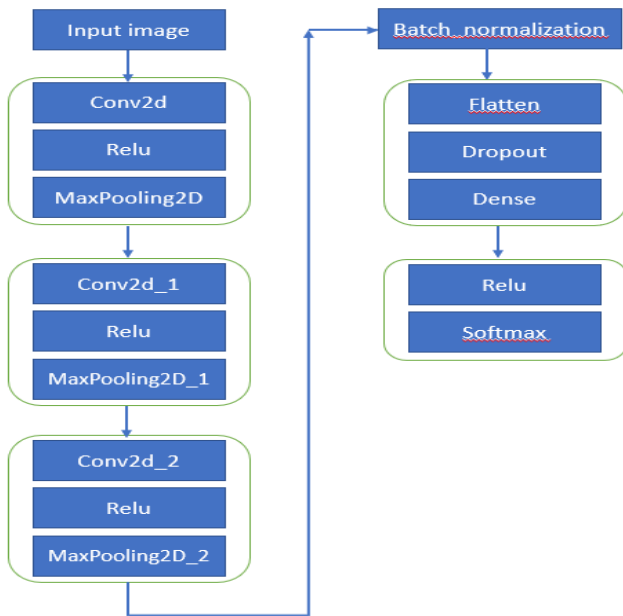 Input image
Conv2d
Relu
MaxPooling2D
Conv2d_1
Relu
MaxPooling2D_1
Conv2d_2
Relu
MaxPooling2D_2
Batch_normalization
Flatten
Dropout
Dense
Relu
Softmax